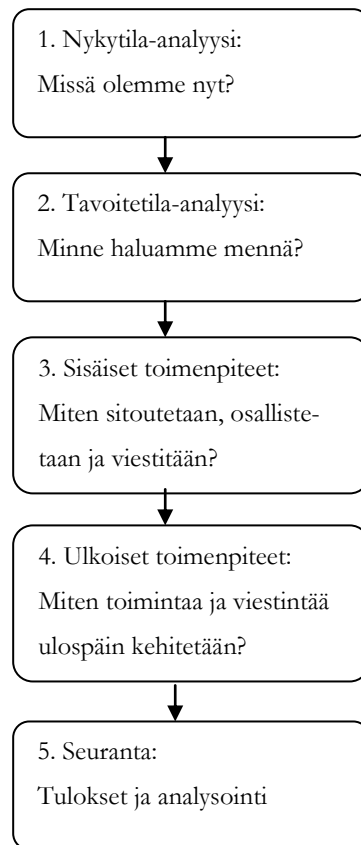 1. Nykytila-analyysi:
Missä olemme nyt?
2. Tavoitetila-analyysi:
Minne haluamme mennä?
3. Sisäiset toimenpiteet:
Miten sitoutetaan, olliste-
taan ja viestitään?
4. Ulkoiset toimenpiteet:
Miten toimintaa ja viestintää
ulospäin kehitetään?
5. Seuranta:
Tulokset ja analysointi